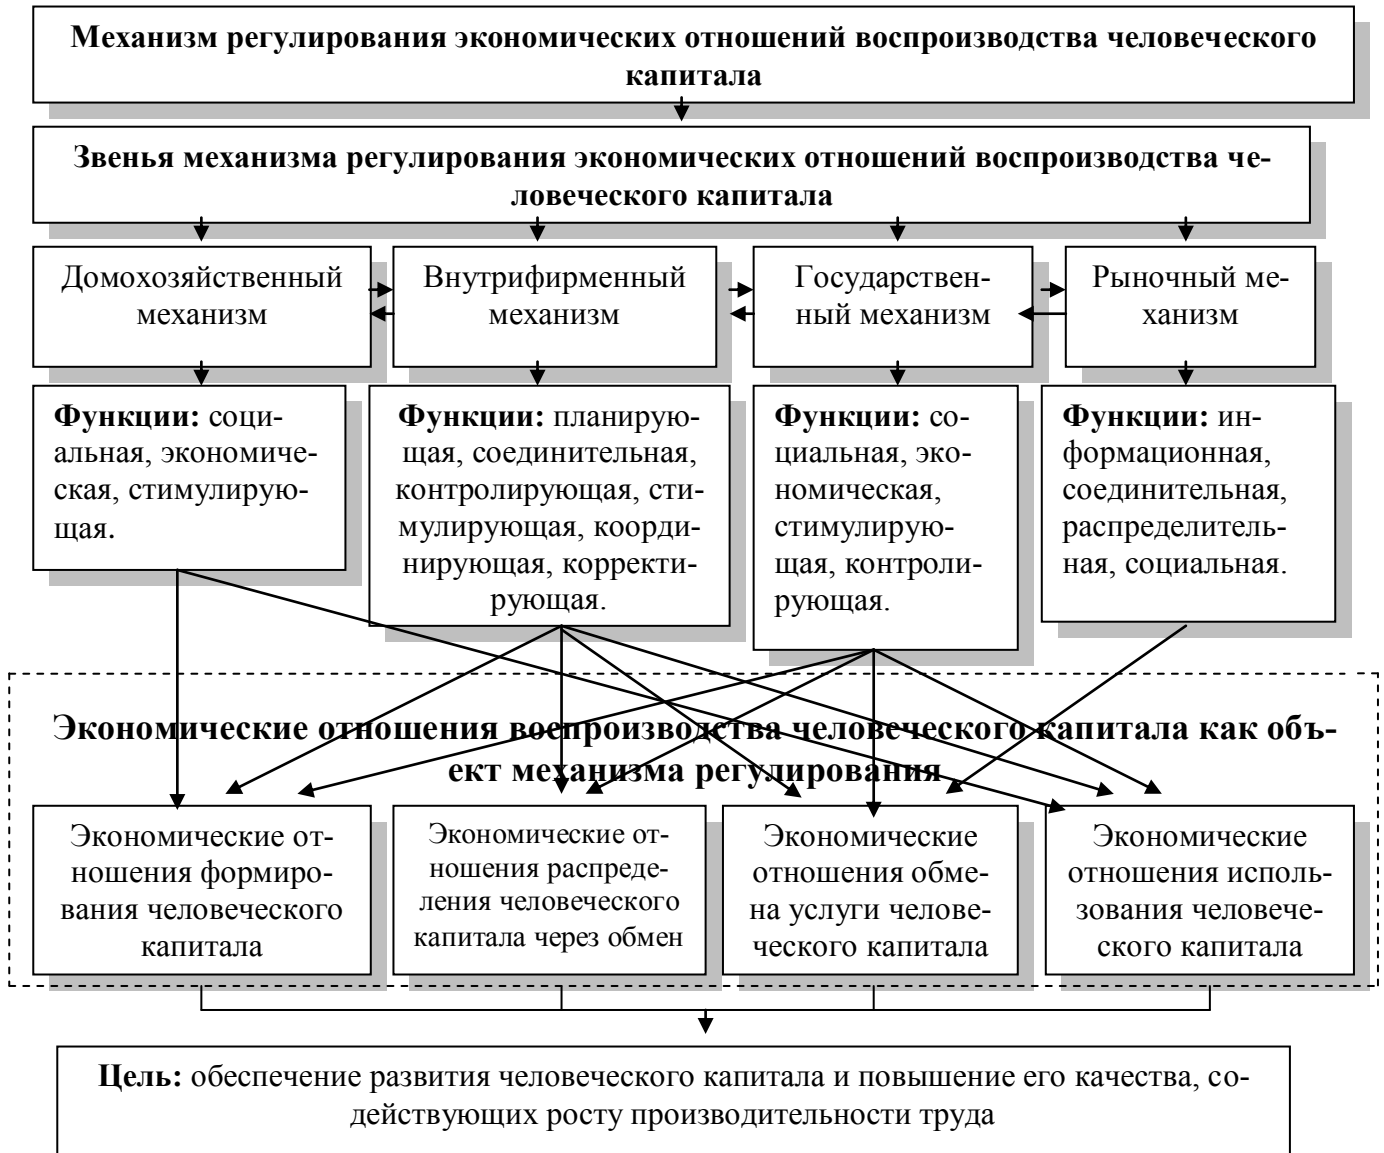 Механизм регулирования экономических отношений воспроизводства человеческого
капитала
Звенья механизма регулирования экономических отношений воспроизводства че-
ловеческого капитала
Домохозяйственный
механизм
Внутрифирменный
механизм
Государствен-
ный механизм
Рыночный ме-
ханизм
Функции: соци-
альная, экономиче-
ская, стимулирую-
щая.
Функции: планирую-
щая, соединительная,
контролирующая, сти-
мулирующая, коорди-
нирующая, корректи-
рующая.
Функции: со-
циальная, эко-
номическая,
стимулирую-
щая, контроли-
рующая.
Функции: ин-
формационная,
соединительная,
распределитель-
ная, социальная.
Экономические отношения воспроизводства человеческого капитала как объ-
ект механизма регулирования
Экономические от-
ношения формиро-
вания человеческого
капитала
Экономические от-
ношения распреде-
ления человеческого
капитала через обмен
Экономические
отношения обме-
на услуги челове-
ческого капитала
Экономические
отношения исполь-
зования человече-
ского капитала
Цель: обеспечение развития человеческого капитала и повышение его качества, со-
действующих росту производительности труда